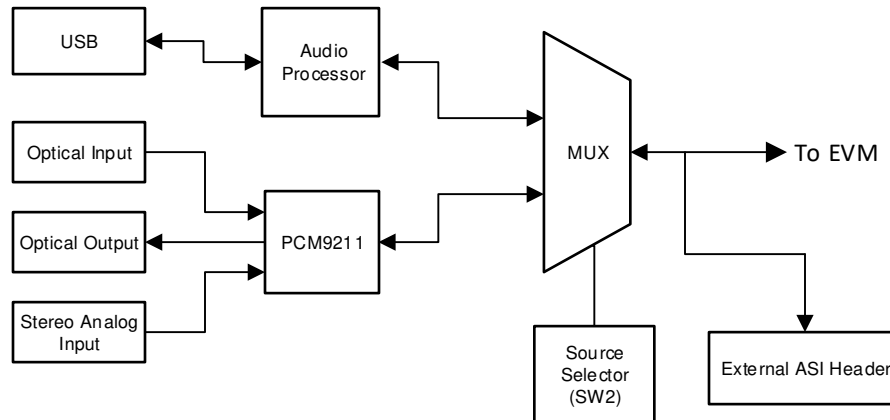 USB
Audio
Processor
Optical Input
MUX
To EVM
Optical Output
PCM9211
Stereo Analog
Input
Source
Selector
(SW2)
External ASI Header